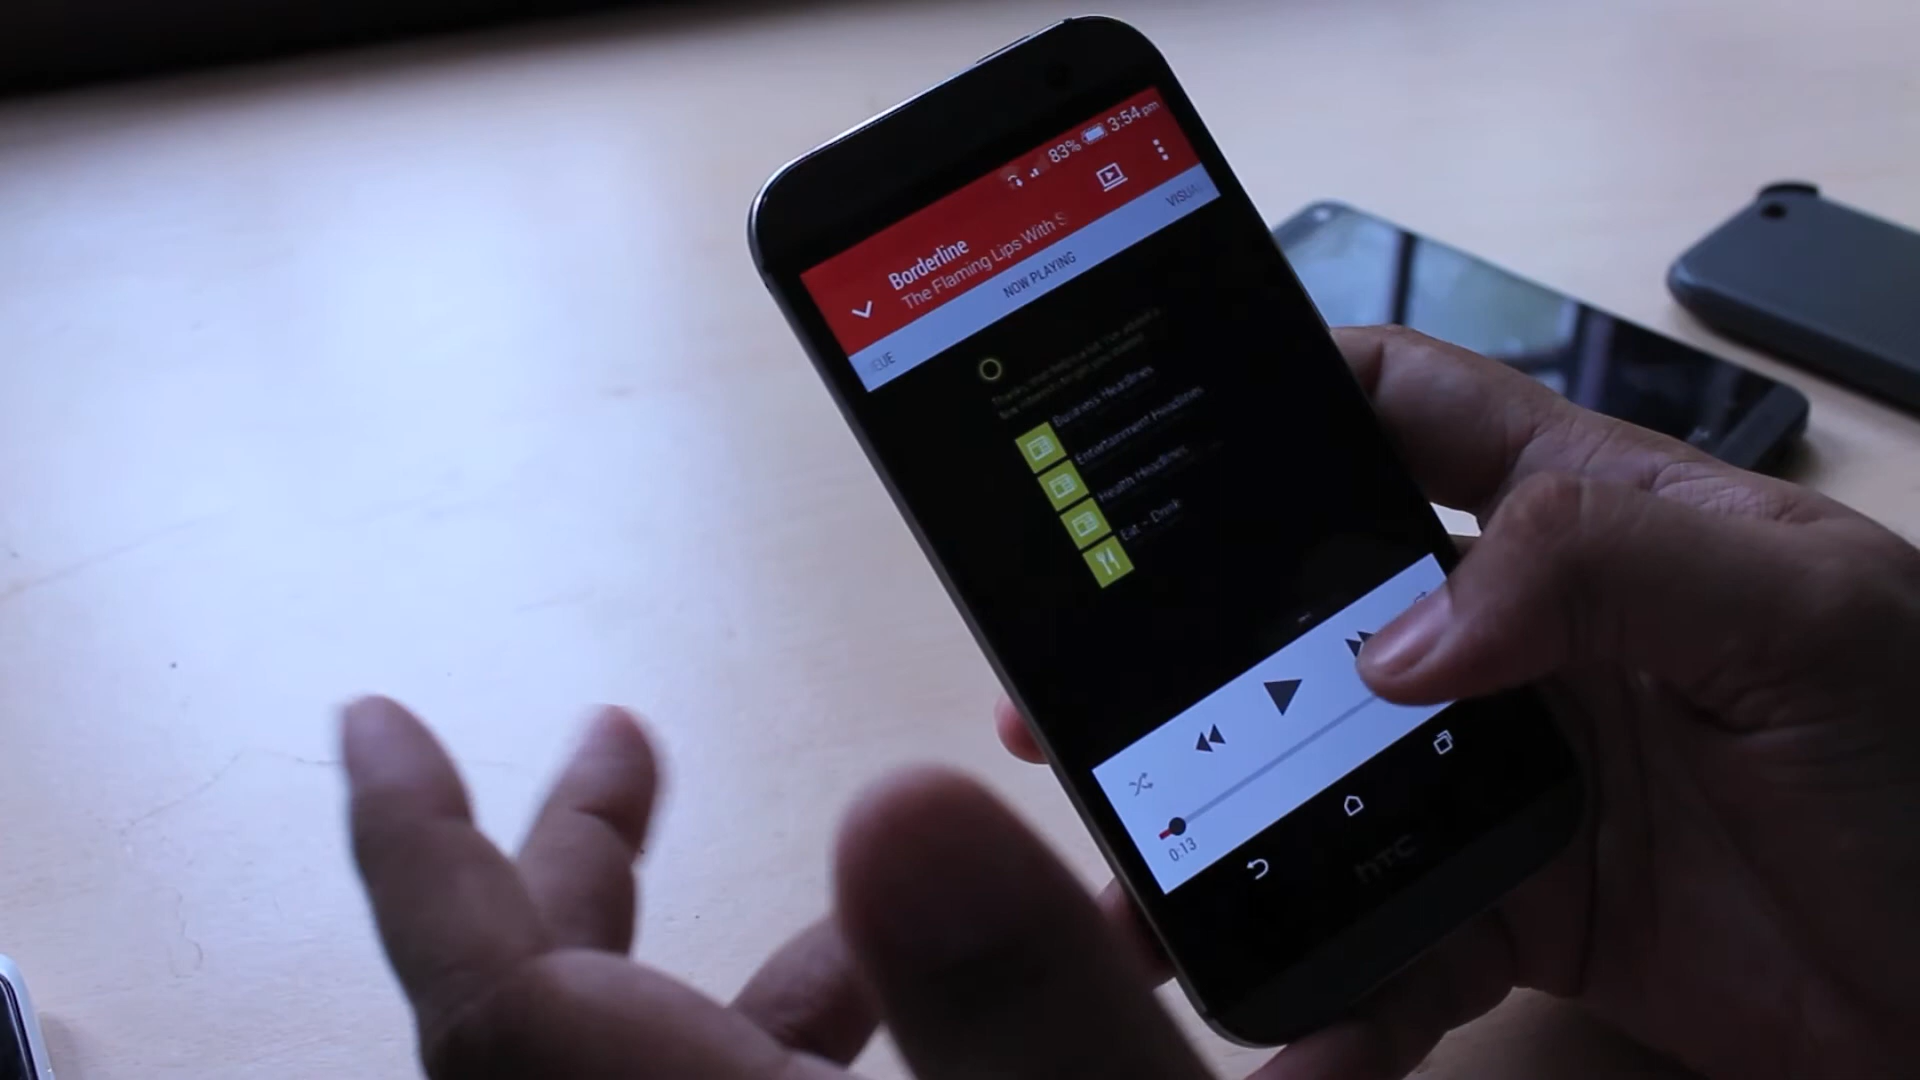 83% 3:54 pm
Borderline
The Flaming Lips With S
VISUA
NOW PLAYING
EUE
Business Headlines
Entertainment Headlines
Health Headlines
Eat - Drink
0:13
hTC